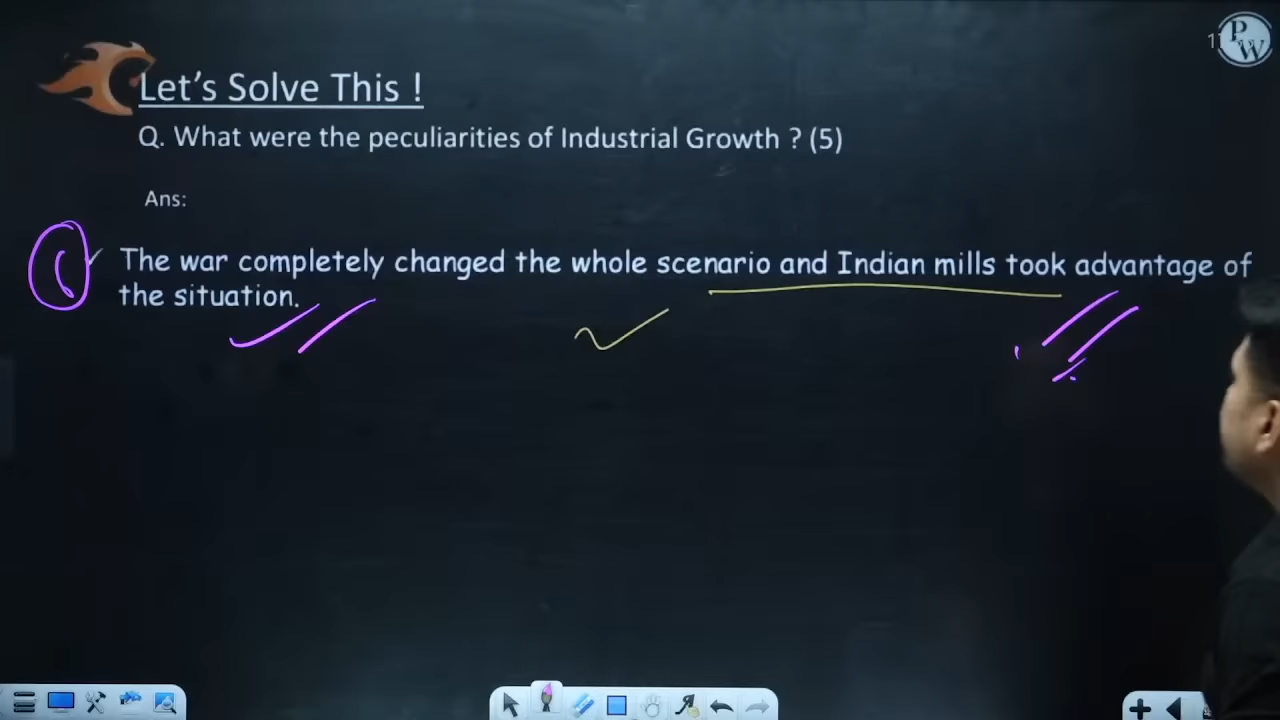 Let's Solve This !
Q. What were the peculiarities of Industrial Growth ? (5)
Ans:
The war completely changed the whole scenario and Indian mills took advantage of
the situation.
P
W